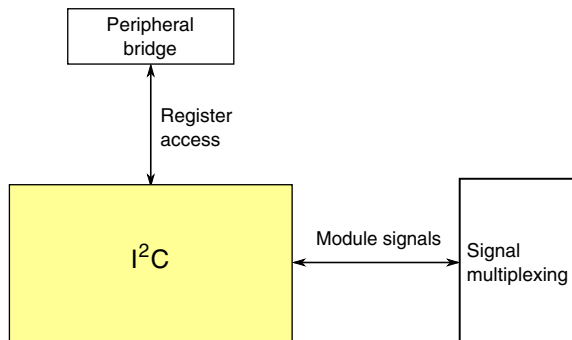 Peripheral
bridge
Register
access
I²C
Module signals
Signal
multiplexing